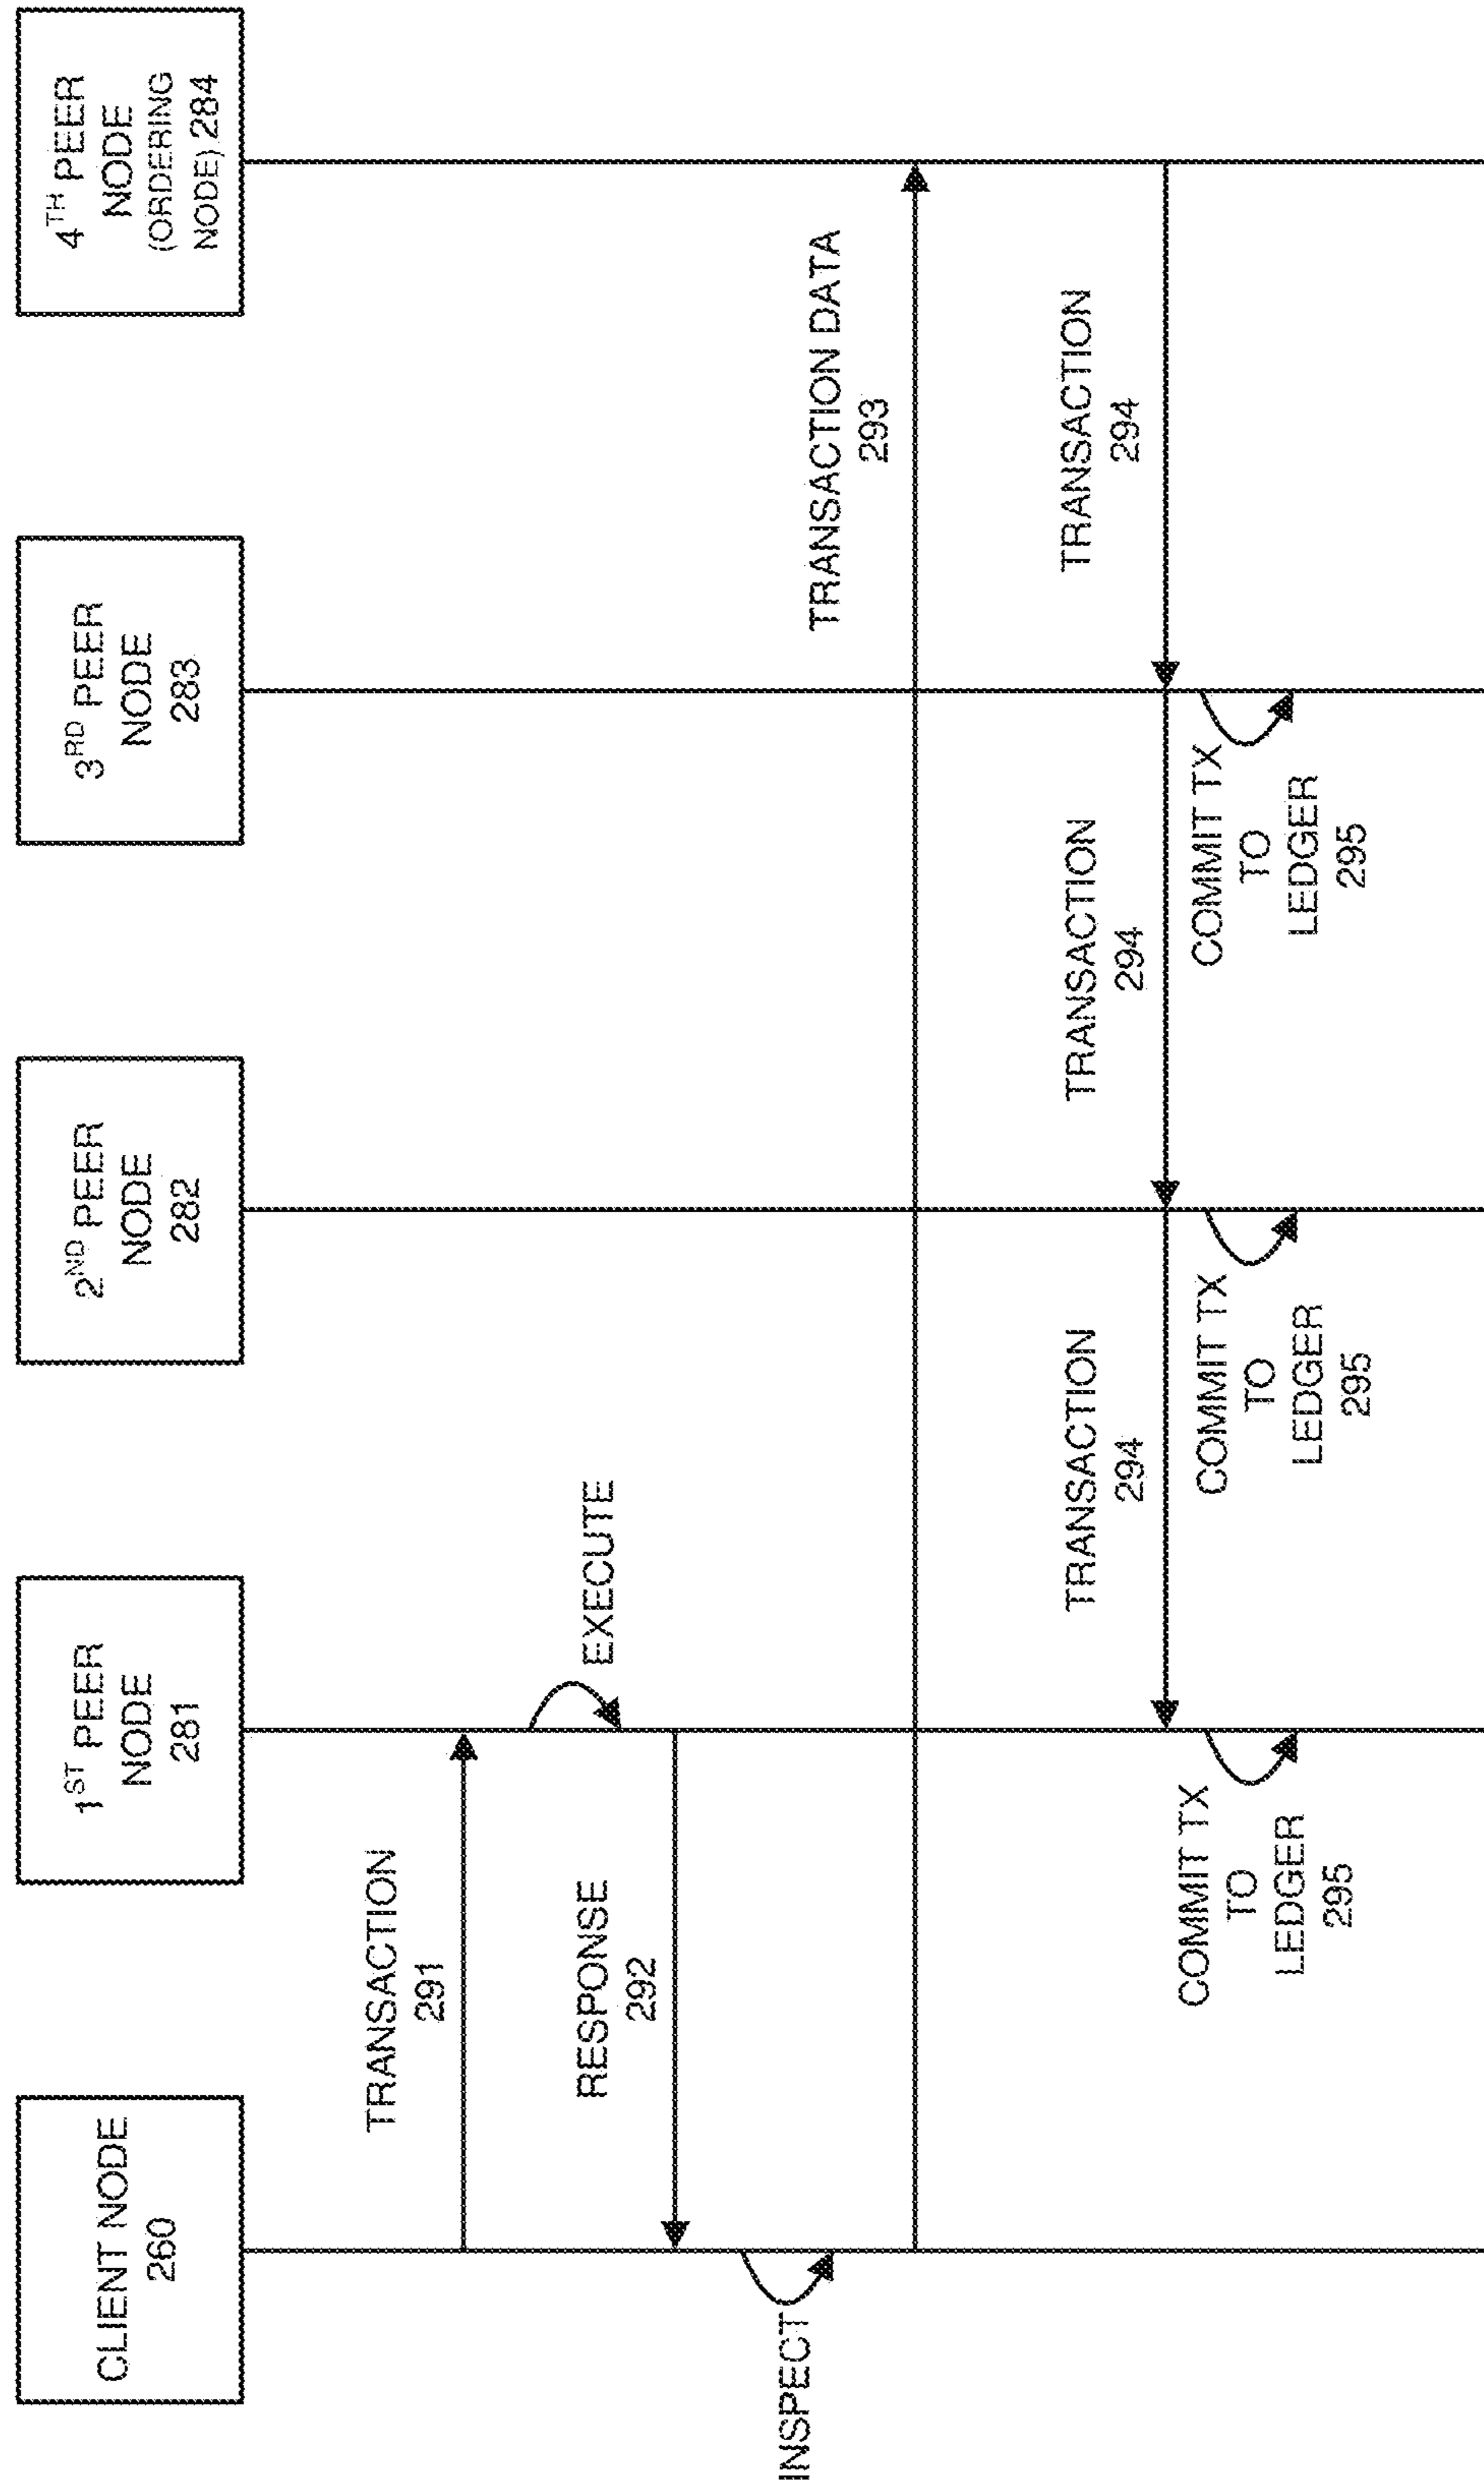 CLIENT NODE
260
1ST PEER
NODE
281
2ND PEER
NODE
282
3RD PEER
NODE
283
4TH PEER
NODE
(ORDERING
NODE) 284
TRANSACTION
291
EXECUTE
RESPONSE
292
INSPECT
TRANSACTION DATA
293
TRANSACTION
294
TRANSACTION
294
TRANSACTION
294
COMMIT TX
TO
LEDGER
295
COMMIT TX
TO
LEDGER
295
COMMIT TX
TO
LEDGER
295